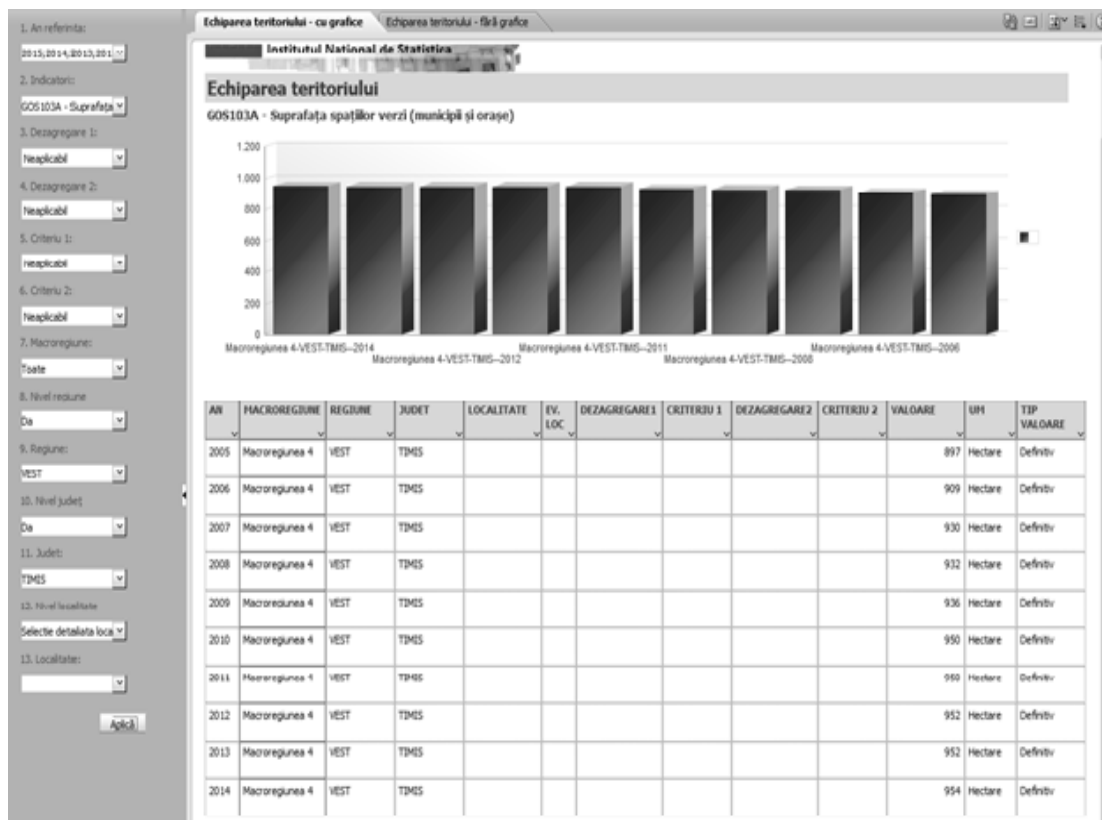 Echiparea teritoriului - cu grafice
Echiparea teritoriului - fără grafice
1. An referinta:
2015,2014,2013,201
2. Indicatori:
GOS103A - Suprafața
3. Dezagregare 1:
Neaplicabil
4. Dezagregare 2:
Neaplicabil
5. Criteriu 1:
Neaplicabil
6. Criteriu 2:
Neaplicabil
7. Macroregiune:
Toate
8. Nivel regiune
Da
9. Regiune:
VEST
10. Nivel județ
Da
11. Judet:
TIMIS
12. Nivel localitate
Selectie detaliata loca
13. Localitate:
Aplică
Institutul National de Statistica
Echiparea teritoriului
GOS103A - Suprafața spațiilor verzi (municipii și orașe)
1.200
1.000
800
600
400
200
0
Macroregiunea 4-VEST-TIMIS--2014
Macroregiunea 4-VEST-TIMIS--2012
Macroregiunea 4-VEST-TIMIS--2011
Macroregiunea 4-VEST-TIMIS--2008
Macroregiunea 4-VEST-TIMIS--2006
AN MACROREGIUNE REGIUNE JUDET LOCALITATE EV. LOC DEZAGREGARE1 CRITERIU 1 DEZAGREGARE2 CRITERIU 2 VALOARE UM TIP VALOARE
2005 Macroregiunea 4 VEST TIMIS 897 Hectare Definitiv
2006 Macroregiunea 4 VEST TIMIS 909 Hectare Definitiv
2007 Macroregiunea 4 VEST TIMIS 930 Hectare Definitiv
2008 Macroregiunea 4 VEST TIMIS 932 Hectare Definitiv
2009 Macroregiunea 4 VEST TIMIS 936 Hectare Definitiv
2010 Macroregiunea 4 VEST TIMIS 950 Hectare Definitiv
2011 Macroregiunea 4 VEST TIMIS 950 Hectare Definitiv
2012 Macroregiunea 4 VEST TIMIS 952 Hectare Definitiv
2013 Macroregiunea 4 VEST TIMIS 952 Hectare Definitiv
2014 Macroregiunea 4 VEST TIMIS 954 Hectare Definitiv